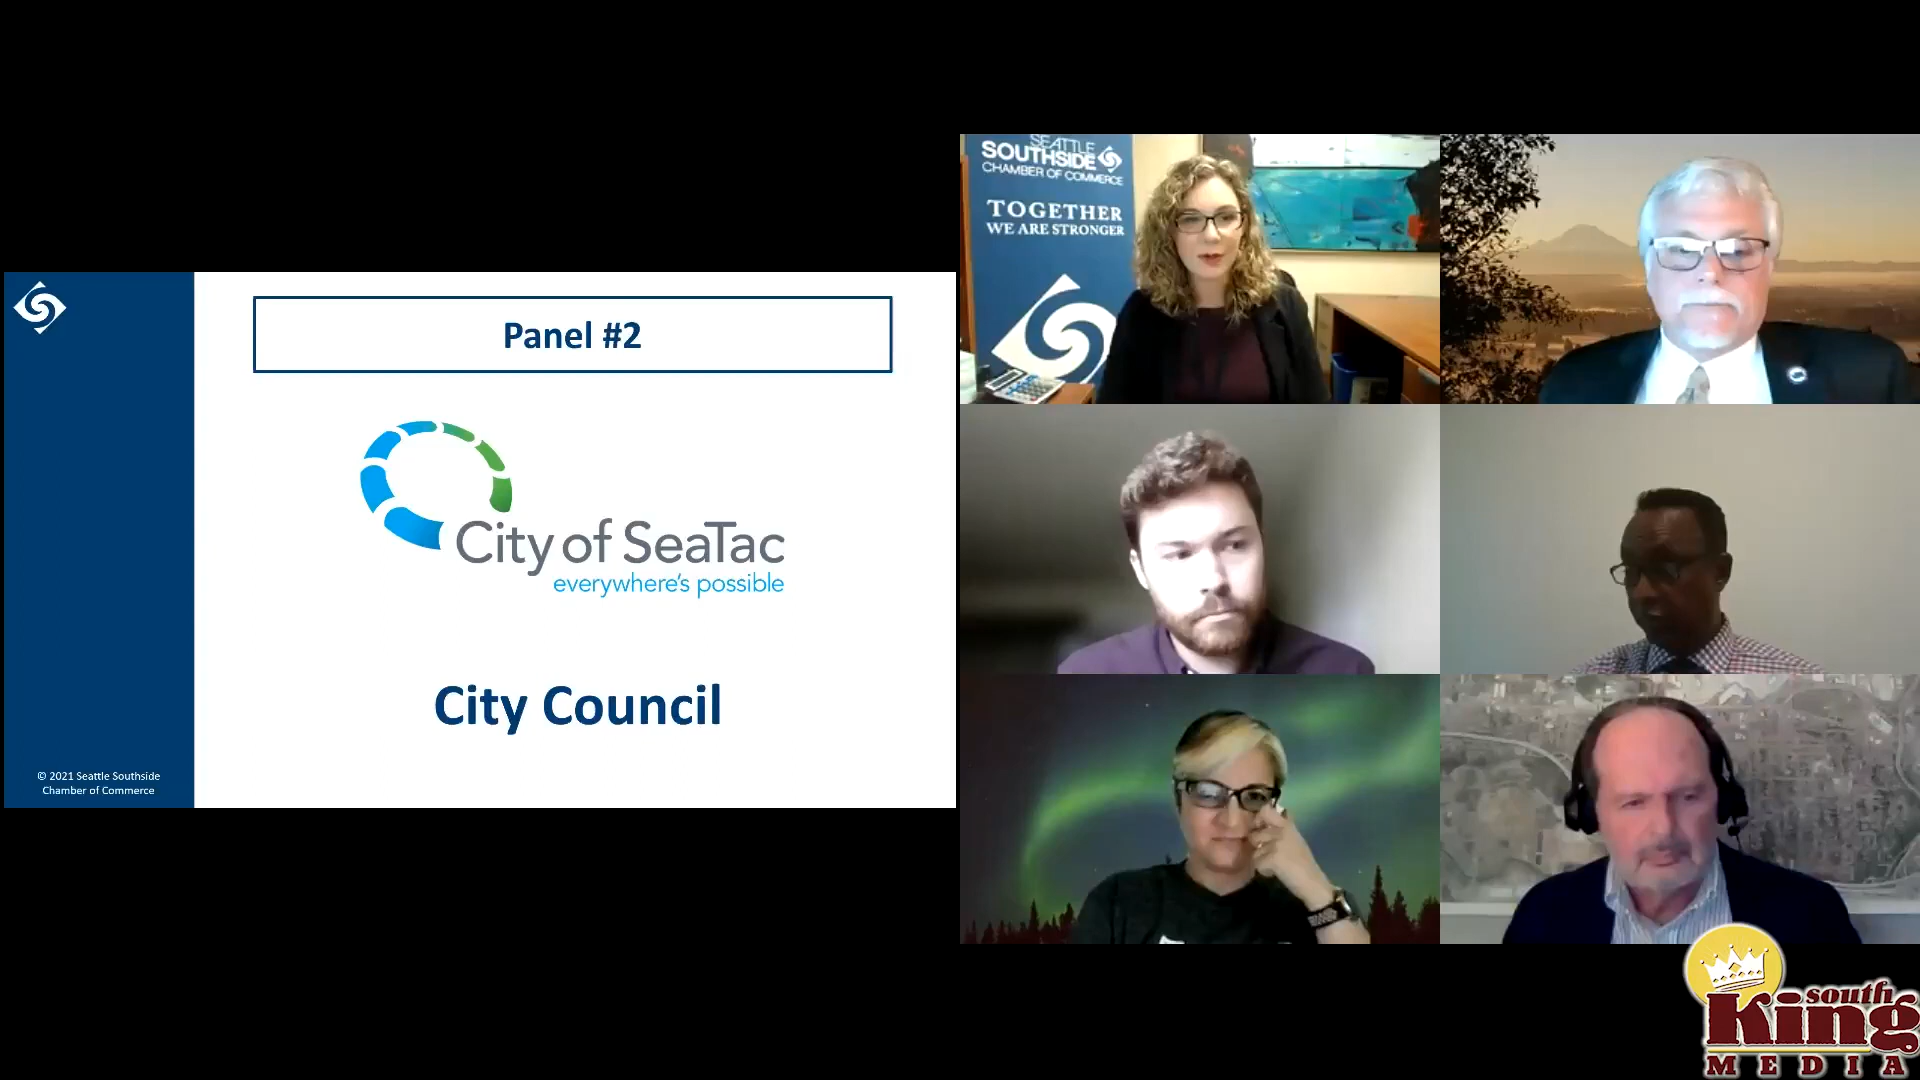 Panel #2
City of SeaTac
everywhere's possible
City Council
© 2021 Seattle Southside
Chamber of Commerce
SEATTLE
SOUTHSIDE
CHAMBER OF COMMERCE
TOGETHER
WE ARE STRONGER
south
King
MEDIA